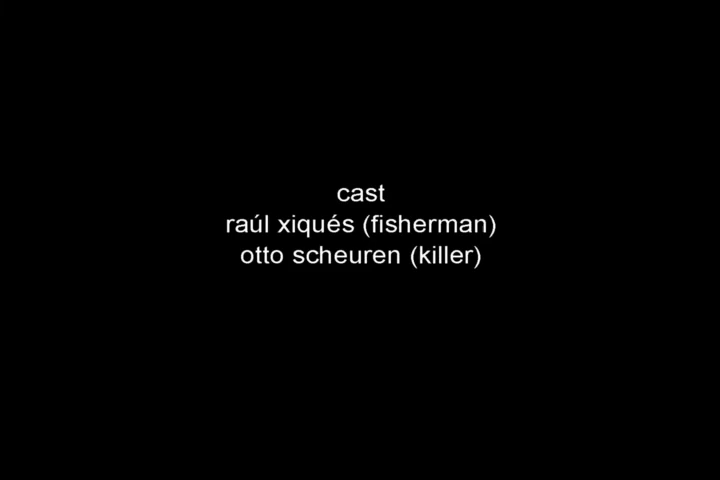 cast
raúl xiqués (fisherman)
otto scheuren (killer)